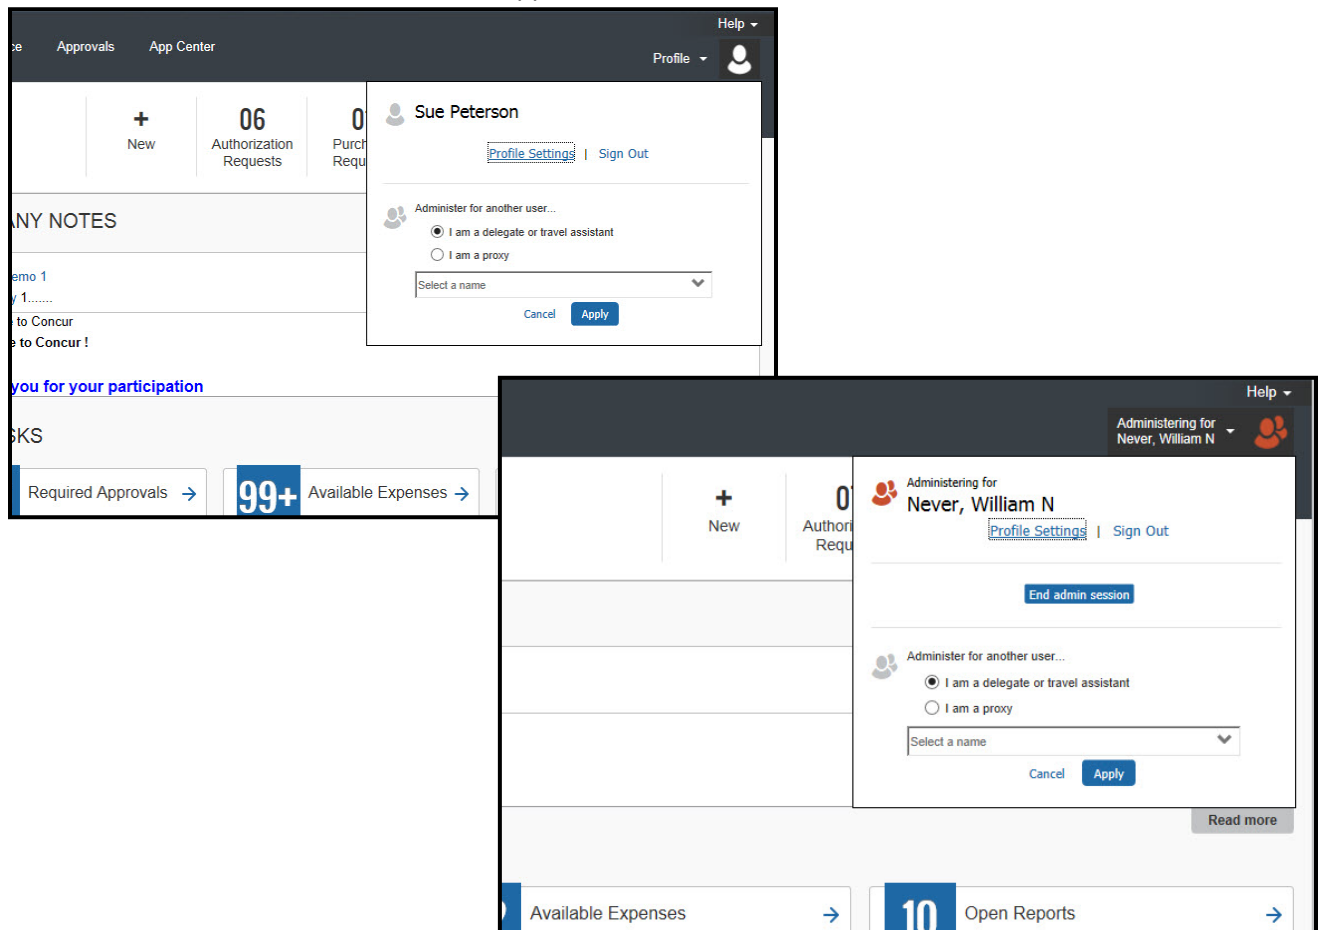 Help
Approvals App Center
Profile
Sue Peterson
Profile Settings | Sign Out
+ 06
New Authorization
Requests
Administer for another user...
I am a delegate or travel assistant
I am a proxy
Select a name
Cancel Apply
NOTES
1
1.......
to Concur
to Concur !
you for your participation
Required Approvals → 99+ Available Expenses →
Help
Administering for
Never, William N
Administering for
Never, William N
Profile Settings | Sign Out
+
New
End admin session
Administer for another user...
I am a delegate or travel assistant
I am a proxy
Select a name
Cancel Apply
Read more
Available Expenses → 10 Open Reports →